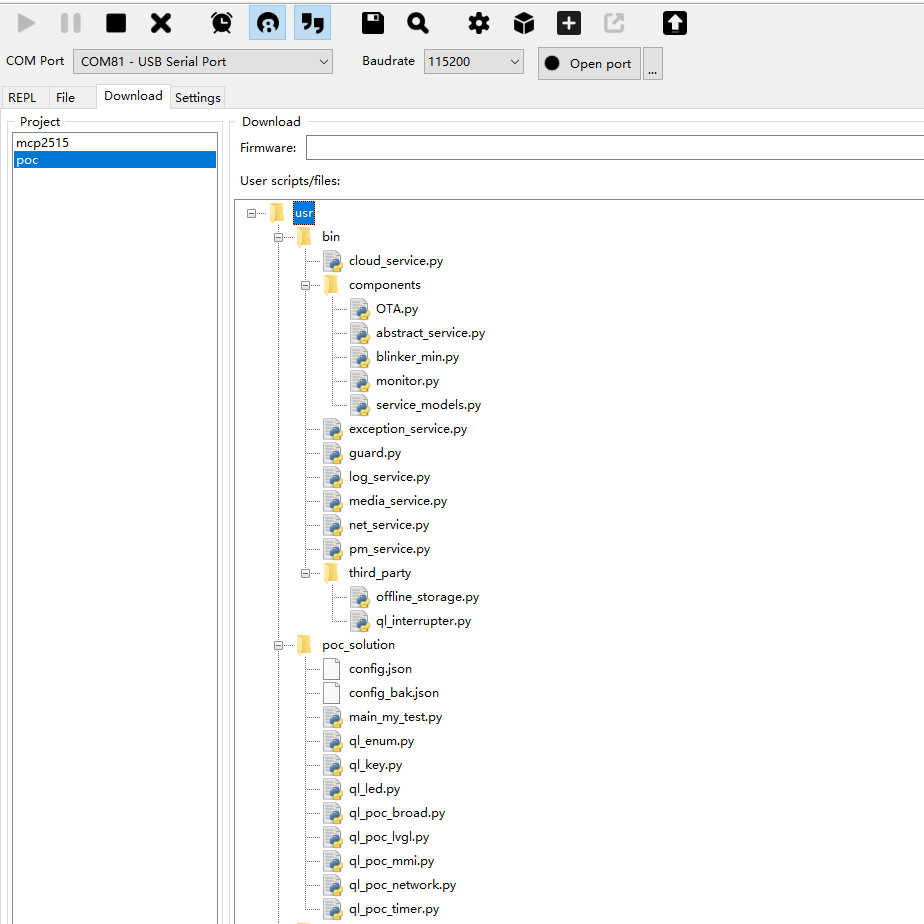 COM Port COM81 - USB Serial Port Baudrate 115200 Open port ...
REPL File Download Settings
Project
mcp2515
poc
Download
Firmware:
User scripts/files:
usr
bin
cloud_service.py
components
OTA.py
abstract_service.py
blinker_min.py
monitor.py
service_models.py
exception_service.py
guard.py
log_service.py
media_service.py
net_service.py
pm_service.py
third_party
offline_storage.py
ql_interrupter.py
poc_solution
config.json
config_bak.json
main_my_test.py
ql_enum.py
ql_key.py
ql_led.py
ql_poc_broad.py
ql_poc_lvgl.py
ql_poc_mmi.py
ql_poc_network.py
ql_poc_timer.py